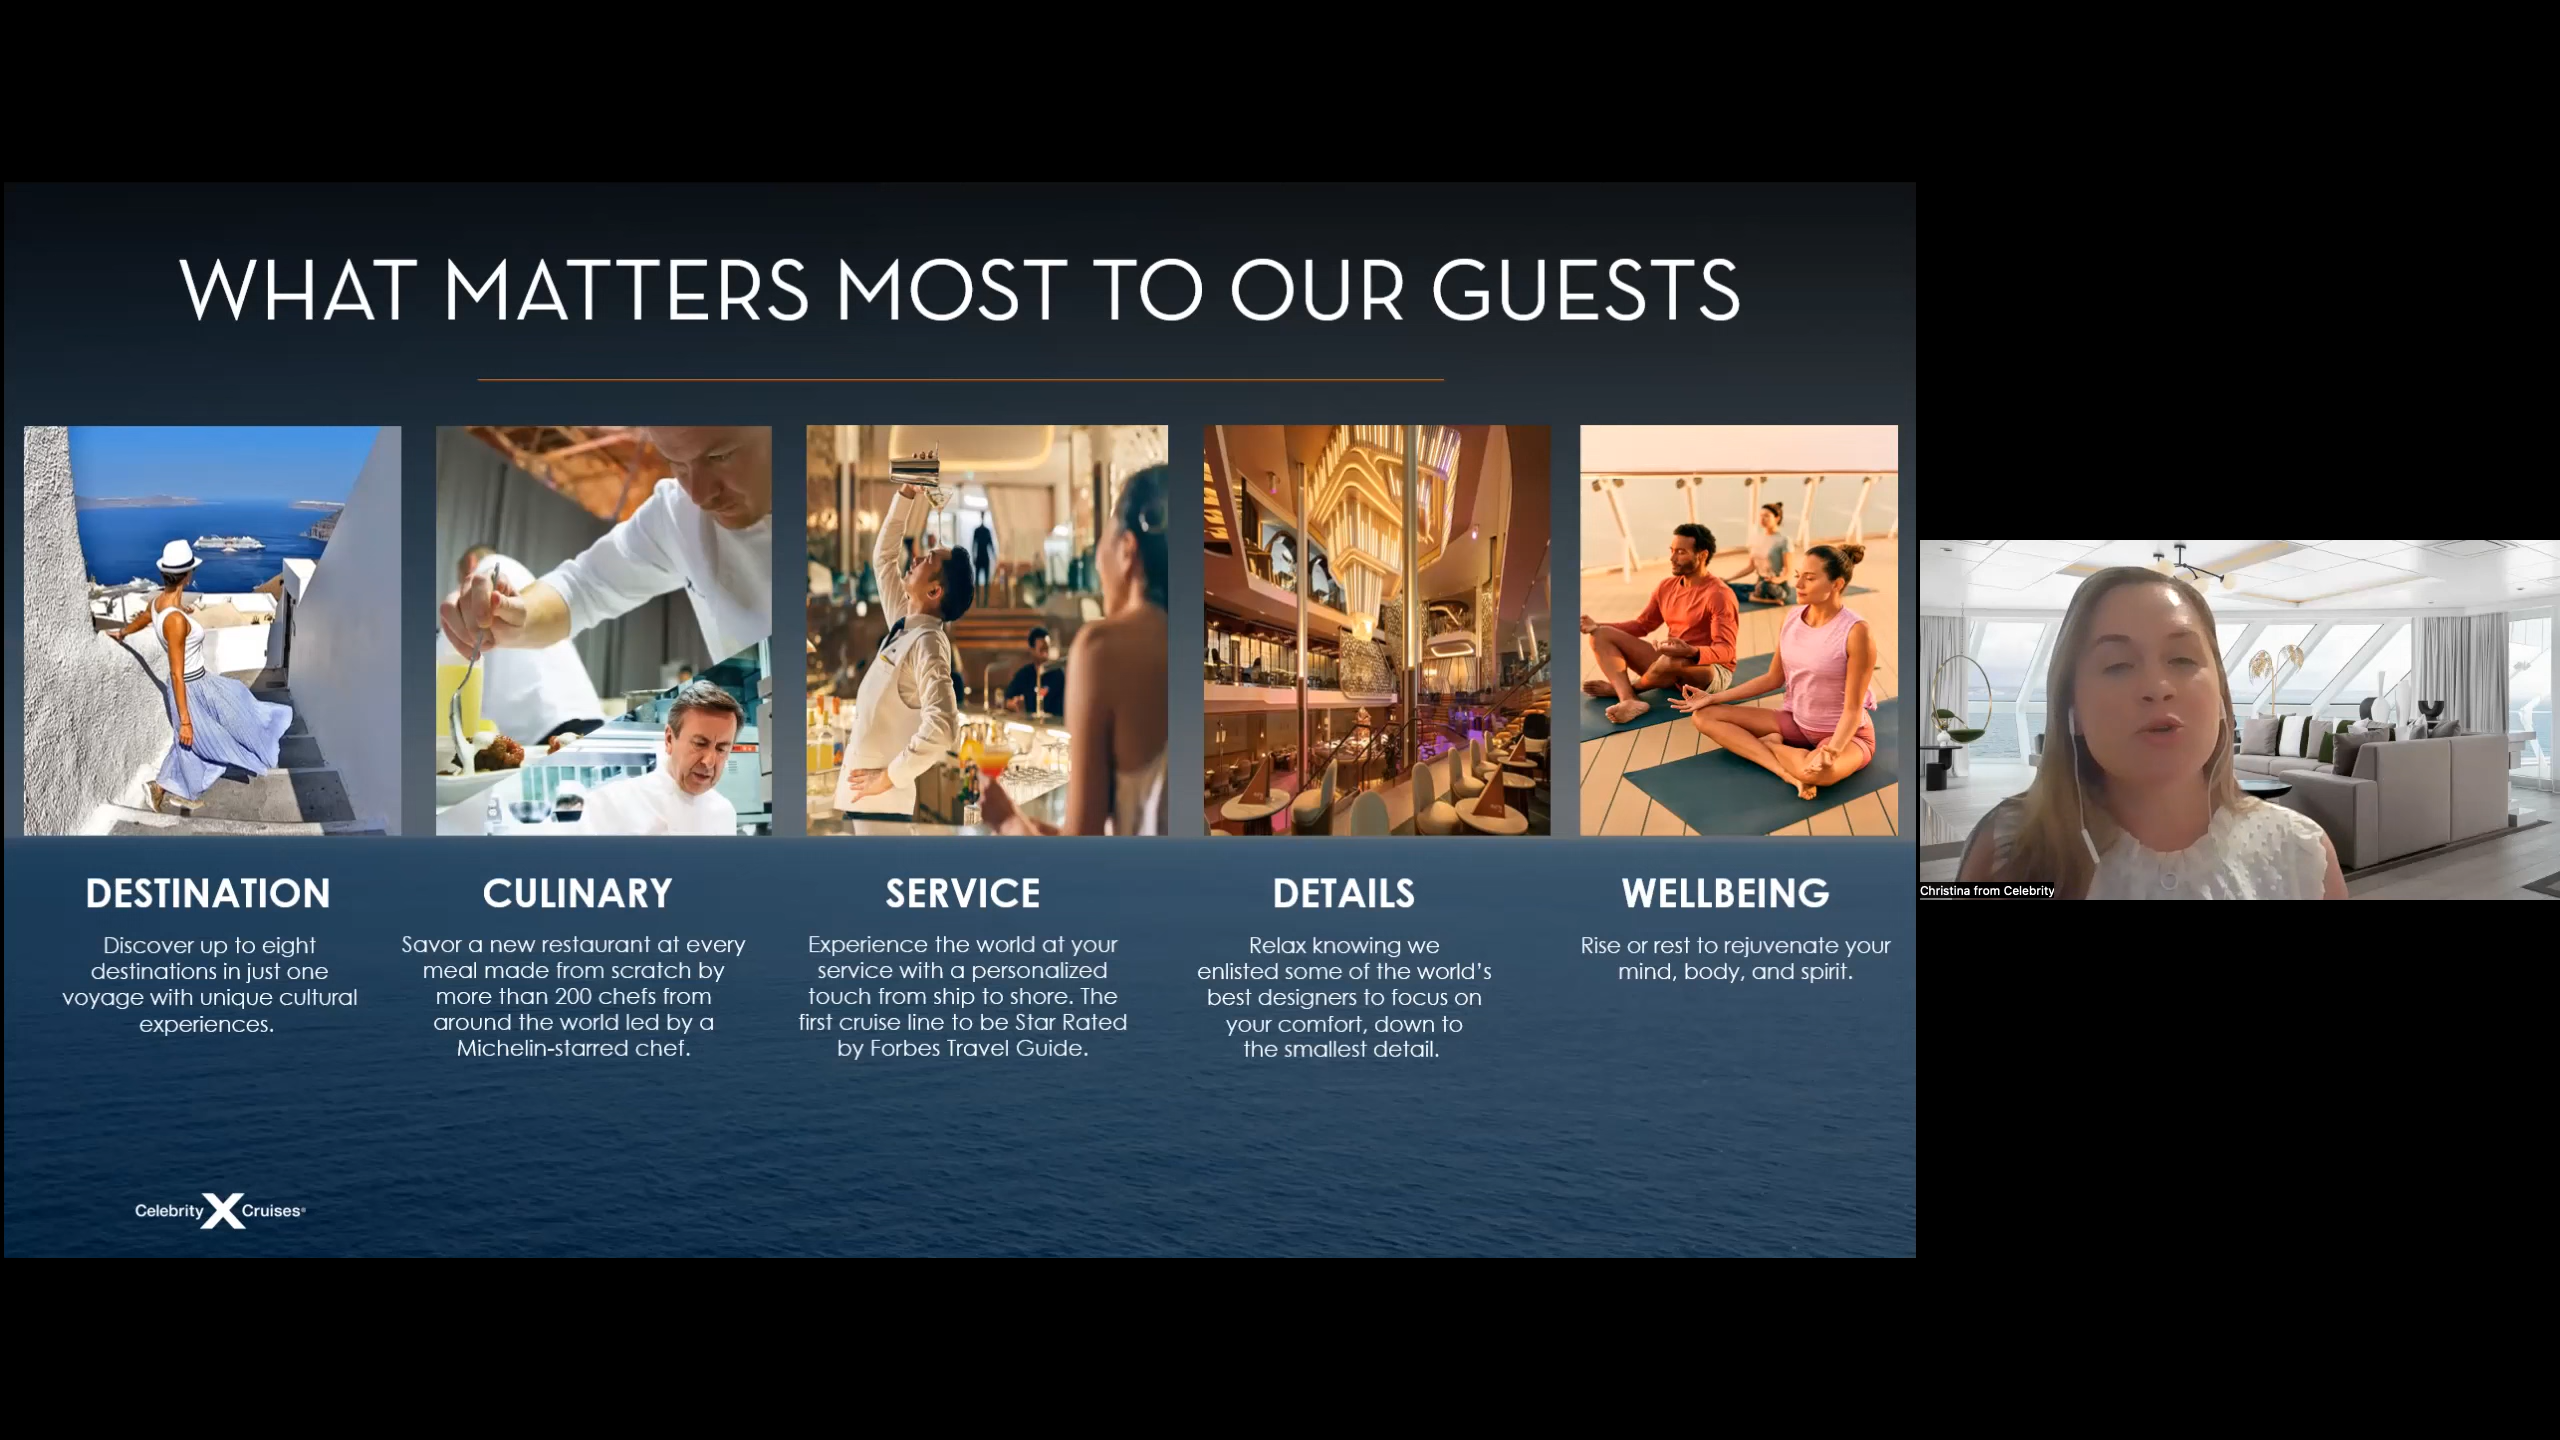 WHAT MATTERS MOST TO OUR GUESTS
DESTINATION
Discover up to eight
destinations in just one
voyage with unique cultural
experiences.
CULINARY
Savor a new restaurant at every
meal made from scratch by
more than 200 chefs from
around the world led by a
Michelin-starred chef.
SERVICE
Experience the world at your
service with a personalized
touch from ship to shore. The
first cruise line to be Star Rated
by Forbes Travel Guide.
DETAILS
Relax knowing we
enlisted some of the world’s
best designers to focus on
your comfort, down to
the smallest detail.
WELLBEING
Rise or rest to rejuvenate your
mind, body, and spirit.
Celebrity X Cruises®
Christina from Celebrity